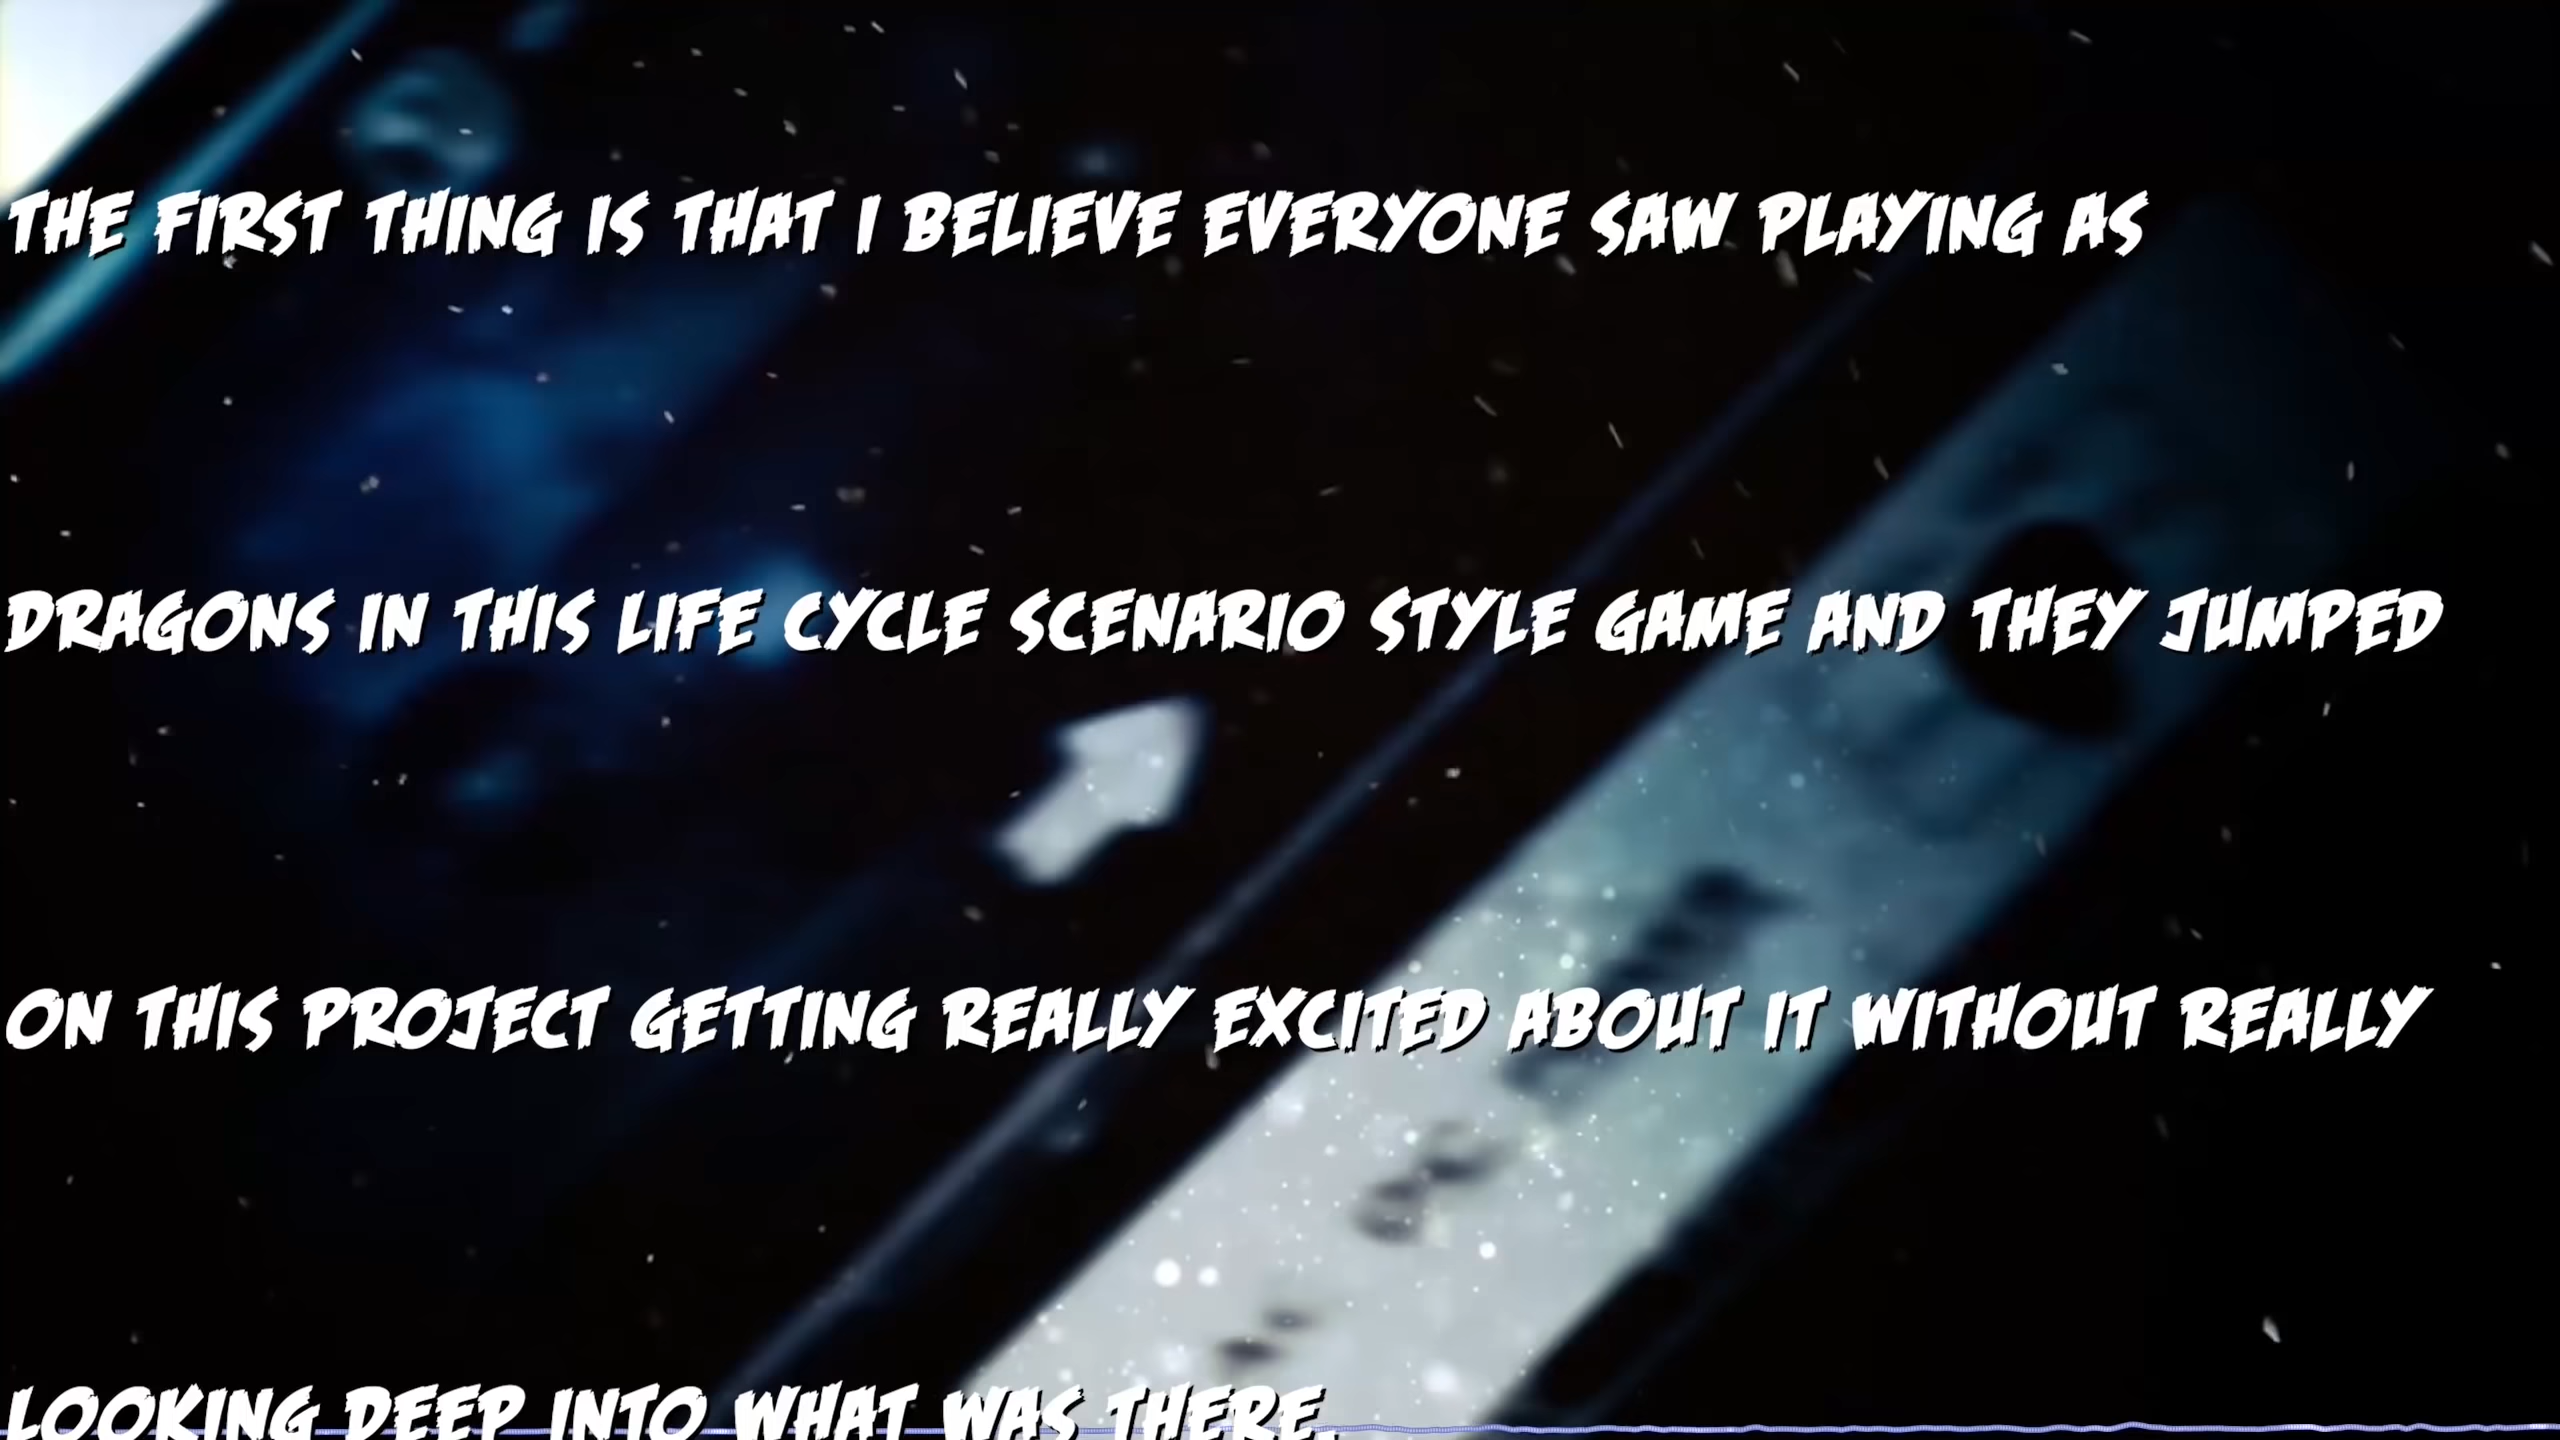 THE FIRST THING IS THAT I BELIEVE EVERYONE SAW PLAYING AS
DRAGONS IN THIS LIFE CYCLE SCENARIO STYLE GAME AND THEY JUMPED
ON THIS PROJECT GETTING REALLY EXCITED ABOUT IT WITHOUT REALLY
LOOKING DEEP INTO WHAT WAS THERE.